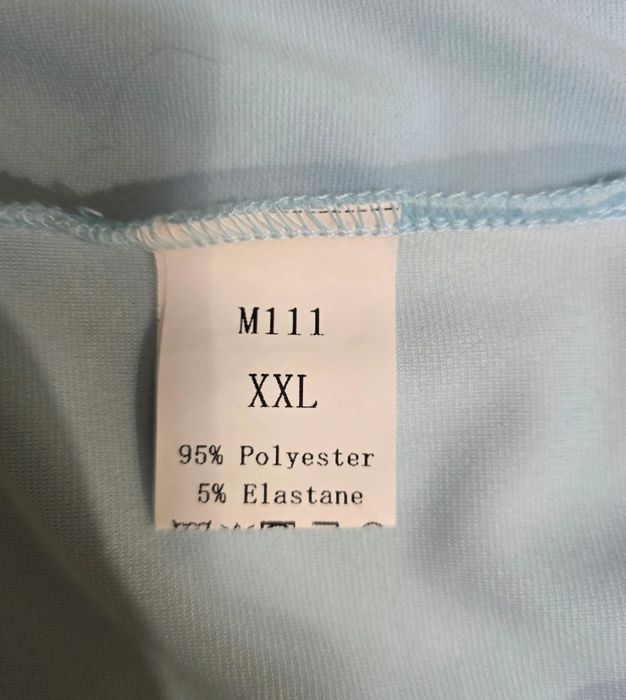 M111
XXL
95% Polyester
5% Elastane